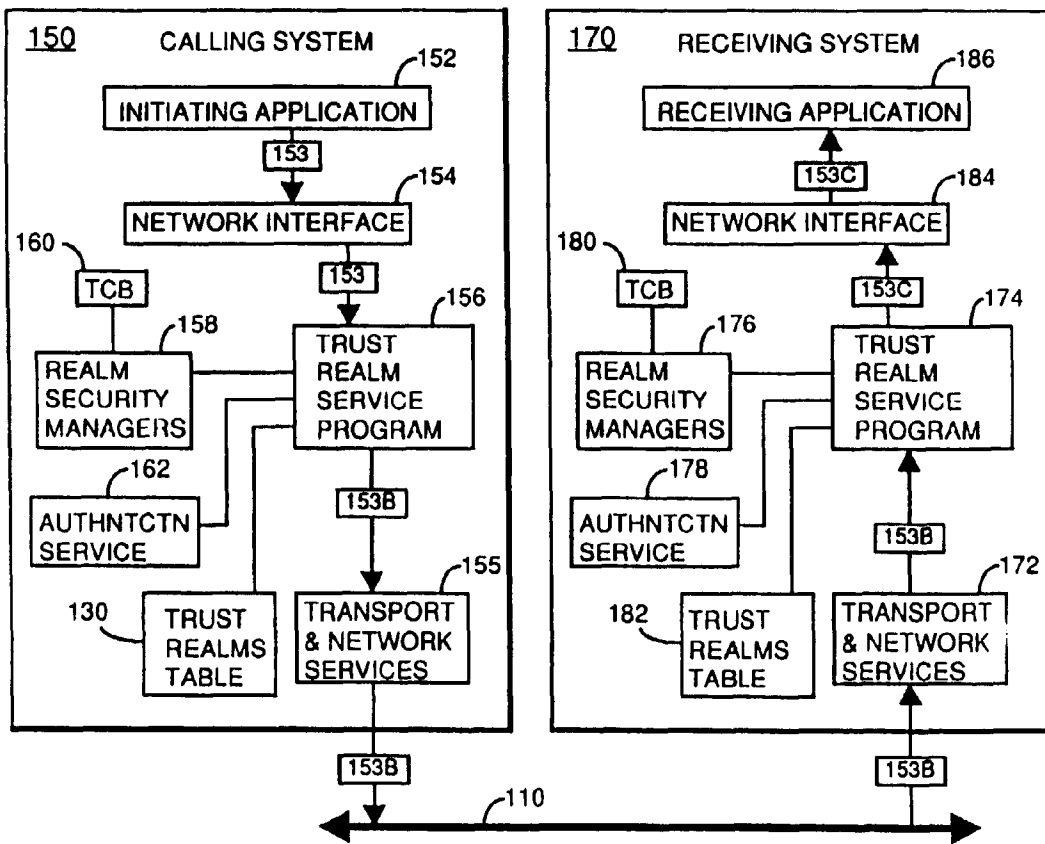 150 CALLING SYSTEM
152
INITIATING APPLICATION
153
154
NETWORK INTERFACE
153
160
TCB
158
156
REALM
SECURITY
MANAGERS
TRUST
REALM
SERVICE
PROGRAM
162
AUTHNTCTN
SERVICE
153B
155
130
TRUST
REALMS
TABLE
TRANSPORT
& NETWORK
SERVICES
153B
170 RECEIVING SYSTEM
186
RECEIVING APPLICATION
153C
184
NETWORK INTERFACE
153C
180
TCB
176
174
REALM
SECURITY
MANAGERS
TRUST
REALM
SERVICE
PROGRAM
178
AUTHNTCTN
SERVICE
153B
172
182
TRUST
REALMS
TABLE
TRANSPORT
& NETWORK
SERVICES
153B
110